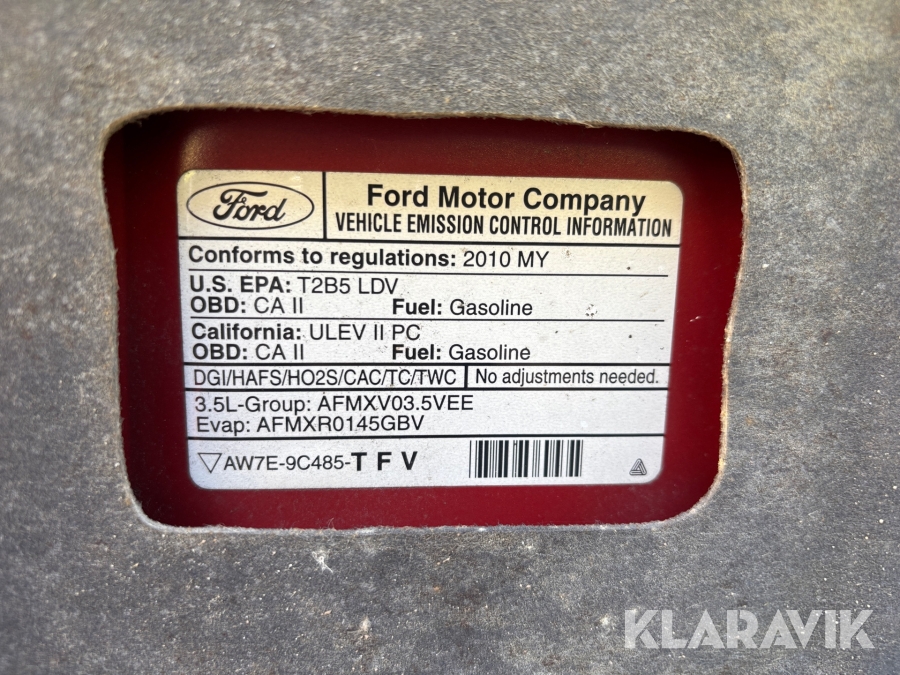 Ford
Ford Motor Company
VEHICLE EMISSION CONTROL INFORMATION
Conforms to regulations: 2010 MY
U.S. EPA: T2B5 LDV
OBD: CA II Fuel: Gasoline
California: ULEV II PC
OBD: CA II Fuel: Gasoline
DGI/HAFS/HO2S/CAC/TC/TWC No adjustments needed.
3.5L-Group: AFMXV03.5VEE
Evap: AFMXR0145GBV
AW7E-9C485-TFV
KLARAVIK